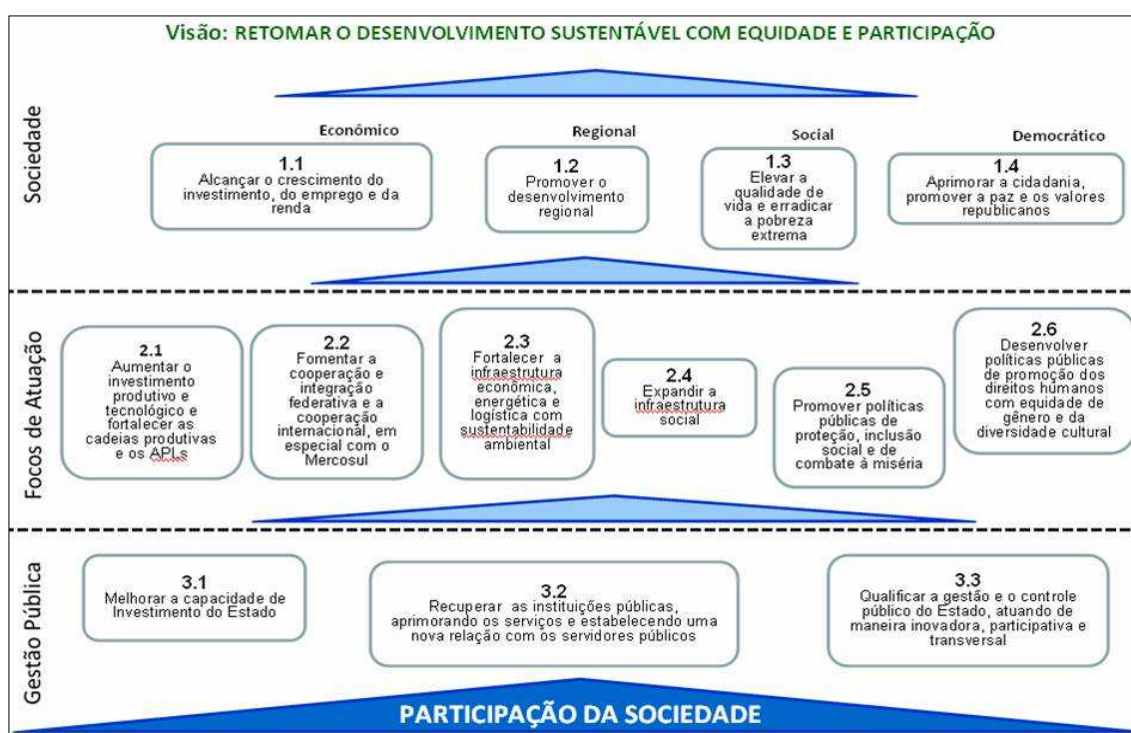 Visão: RETOMAR O DESENVOLVIMENTO SUSTENTÁVEL COM EQUIDADE E PARTICIPAÇÃO
Sociedade
Econômico
1.1
Alcançar o crescimento do
investimento, do emprego e da
renda
Regional
1.2
Promover o
desenvolvimento
regional
Social
1.3
Elevar a
qualidade de
vida e erradicar
a pobreza
extrema
Democrático
1.4
Aprimorar a cidadania,
promover a paz e os valores
republicanos
Focos de Atuação
2.1
Aumentar o
investimento
produtivo e
tecnológico e
fortalecer as
cadeias produtivas
e os APLs
2.2
Fomentar a
cooperação e
integração
federativa e a
cooperação
internacional, em
especial com o
Mercosul
2.3
Fortalecer a
infraestrutura
econômica,
energética e
logística com
sustentabilidade
ambiental
2.4
Expandir a
infraestrutura
social
2.5
Promover políticas
públicas de
proteção, inclusão
social e de
combate à miséria
2.6
Desenvolver
políticas públicas
de promoção dos
direitos humanos
com equidade de
gênero e da
diversidade cultural
Gestão Pública
3.1
Melhorar a capacidade de
Investimento do Estado
3.2
Recuperar as instituições públicas,
aprimorando os serviços e estabelecendo uma
nova relação com os servidores públicos
3.3
Qualificar a gestão e o controle
público do Estado, atuando de
maneira inovadora, participativa e
transversal
PARTICIPAÇÃO DA SOCIEDADE